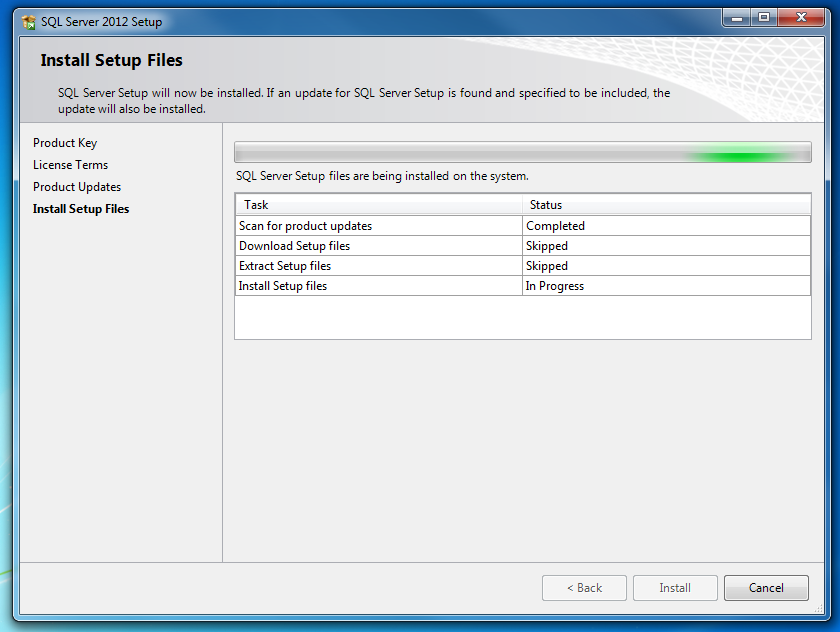 SQL Server 2012 Setup
Install Setup Files
SQL Server Setup will now be installed. If an update for SQL Server Setup is found and specified to be included, the
update will also be installed.
Product Key
License Terms
Product Updates
Install Setup Files
SQL Server Setup files are being installed on the system.
Task Status
Scan for product updates Completed
Download Setup files Skipped
Extract Setup files Skipped
Install Setup files In Progress
< Back Install Cancel